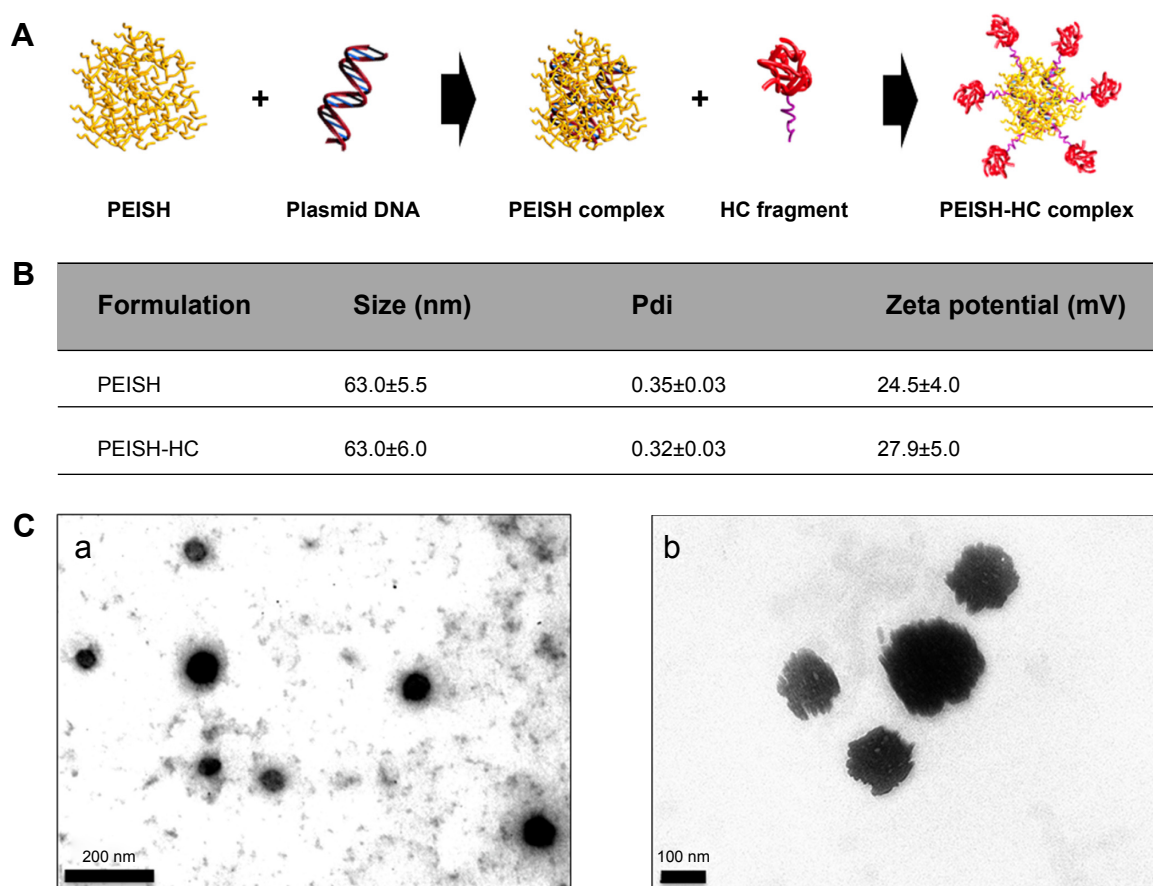 A
+
+
PEISH Plasmid DNA PEISH complex HC fragment PEISH-HC complex
B
Formulation Size (nm) Pdi Zeta potential (mV)
PEISH 63.0±5.5 0.35±0.03 24.5±4.0
PEISH-HC 63.0±6.0 0.32±0.03 27.9±5.0
C
a b
200 nm 100 nm